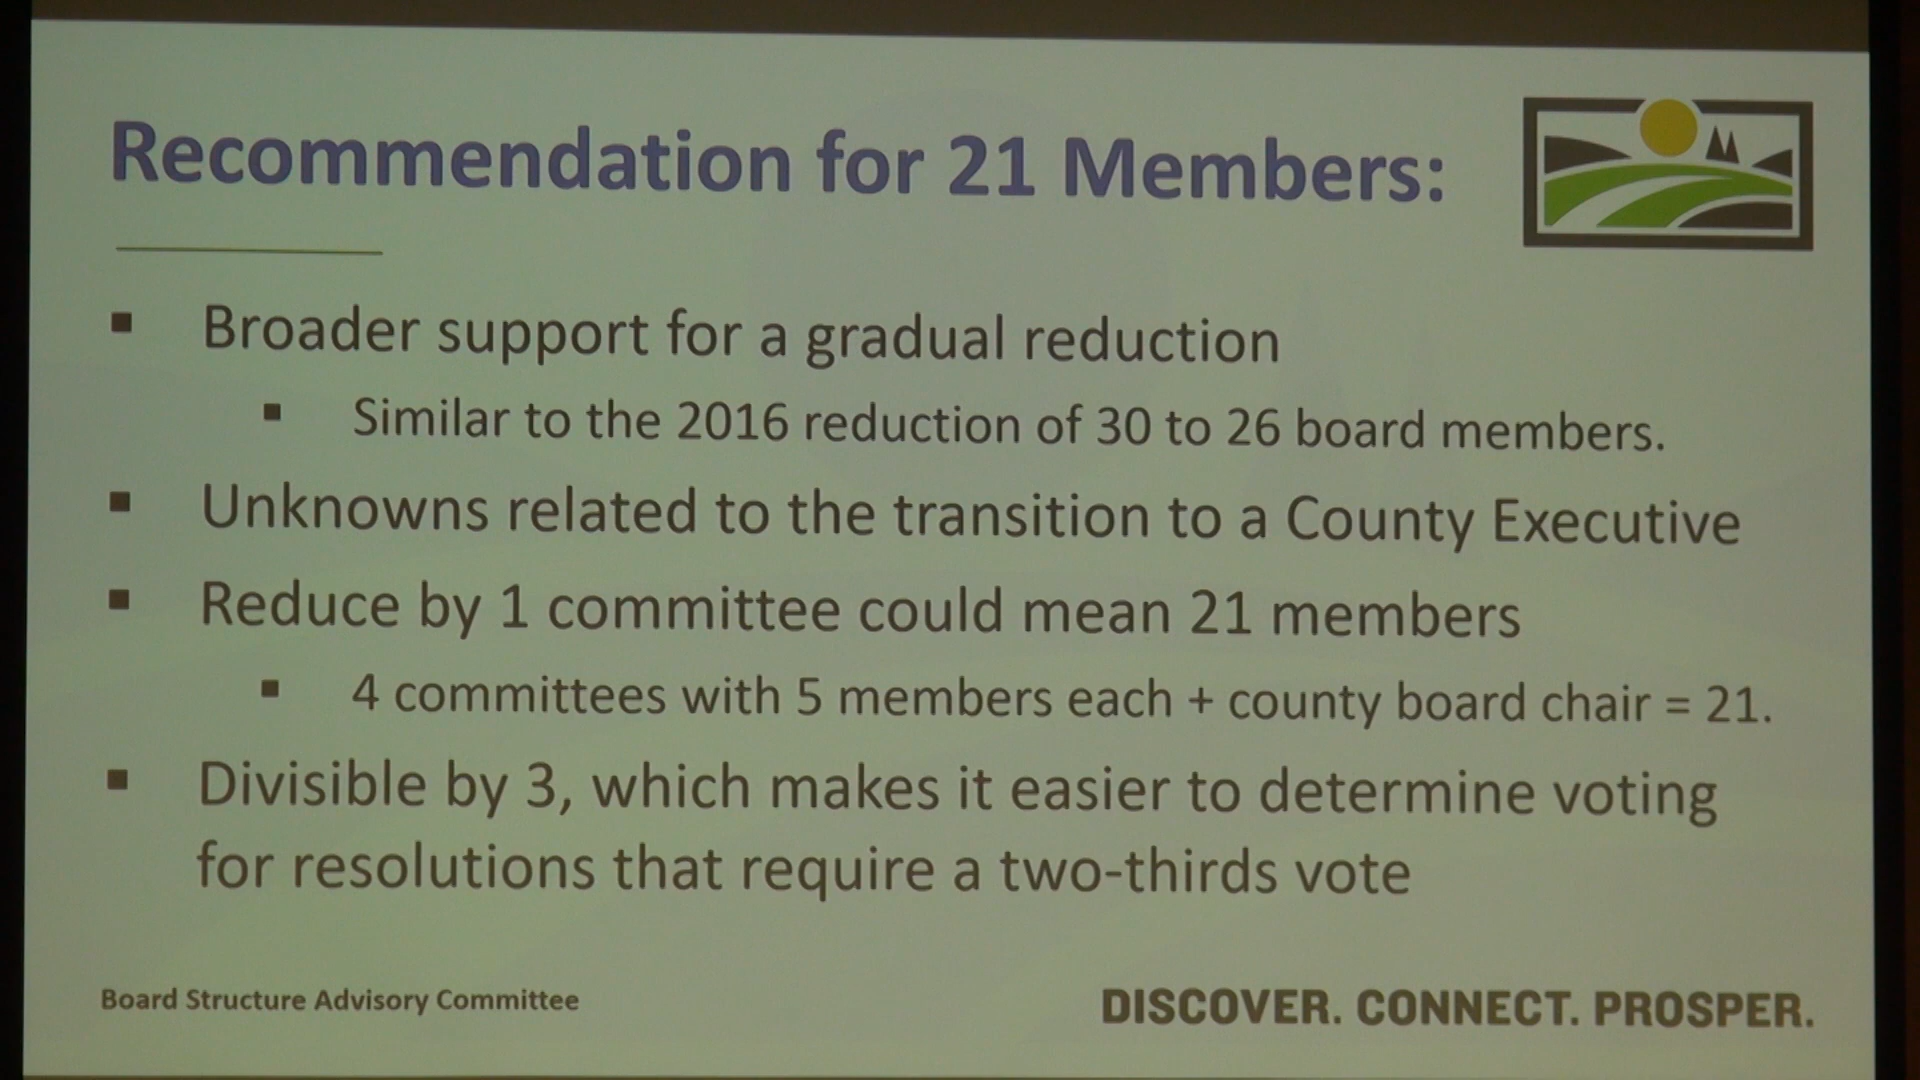 Recommendation for 21 Members:
▪ Broader support for a gradual reduction
▪ Similar to the 2016 reduction of 30 to 26 board members.
▪ Unknowns related to the transition to a County Executive
▪ Reduce by 1 committee could mean 21 members
▪ 4 committees with 5 members each + county board chair = 21.
▪ Divisible by 3, which makes it easier to determine voting
for resolutions that require a two-thirds vote
Board Structure Advisory Committee
DISCOVER. CONNECT. PROSPER.